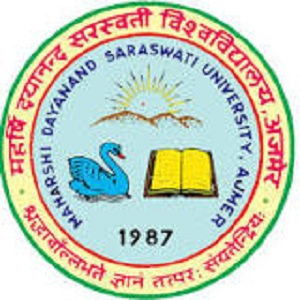 महर्षि दयानन्द सरस्वती विश्वविद्यालय, अजमेर
MAHARSHI DAYANAND SARASWATI UNIVERSITY, AJMER
1987
श्रद्धावाँल्लभते ज्ञानं तत्परः संयतेन्द्रियः